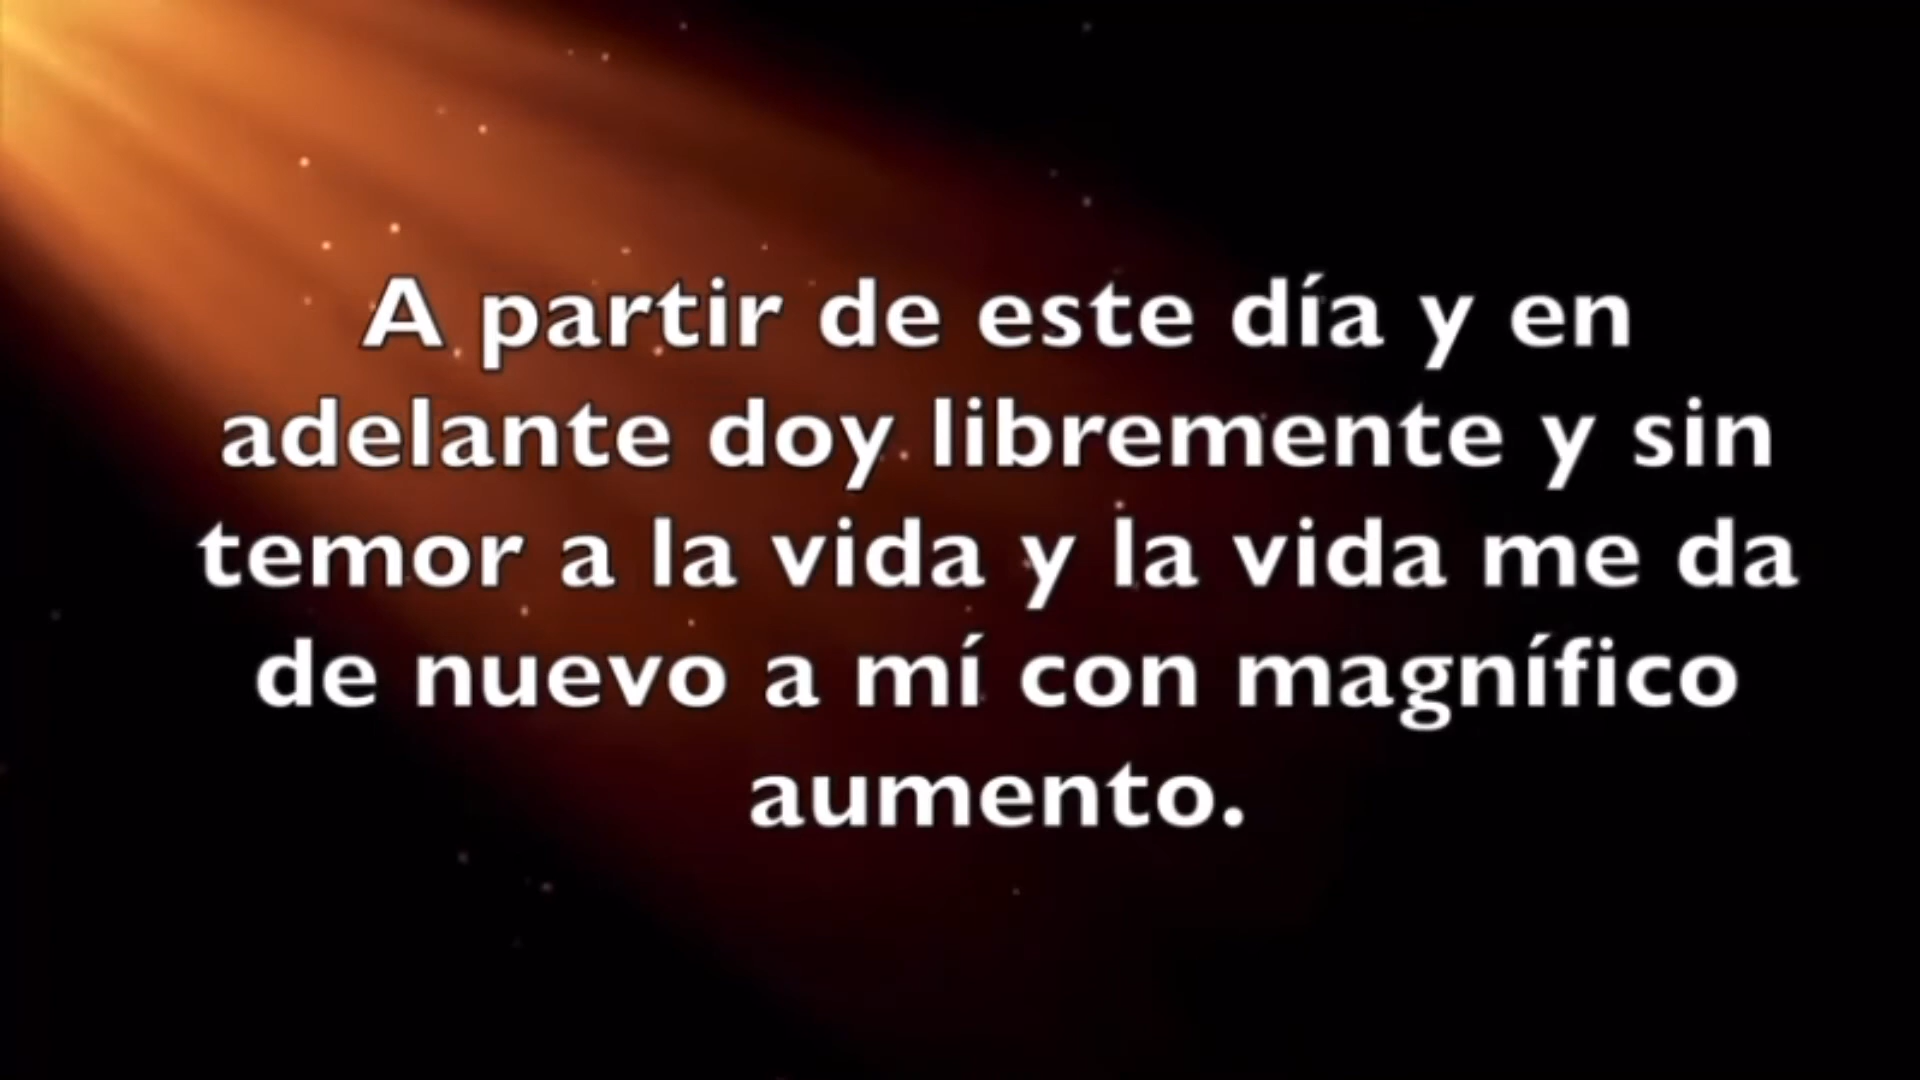 A partir de este día y en
adelante doy libremente y sin
temor a la vida y la vida me da
de nuevo a mí con magnífico
aumento.